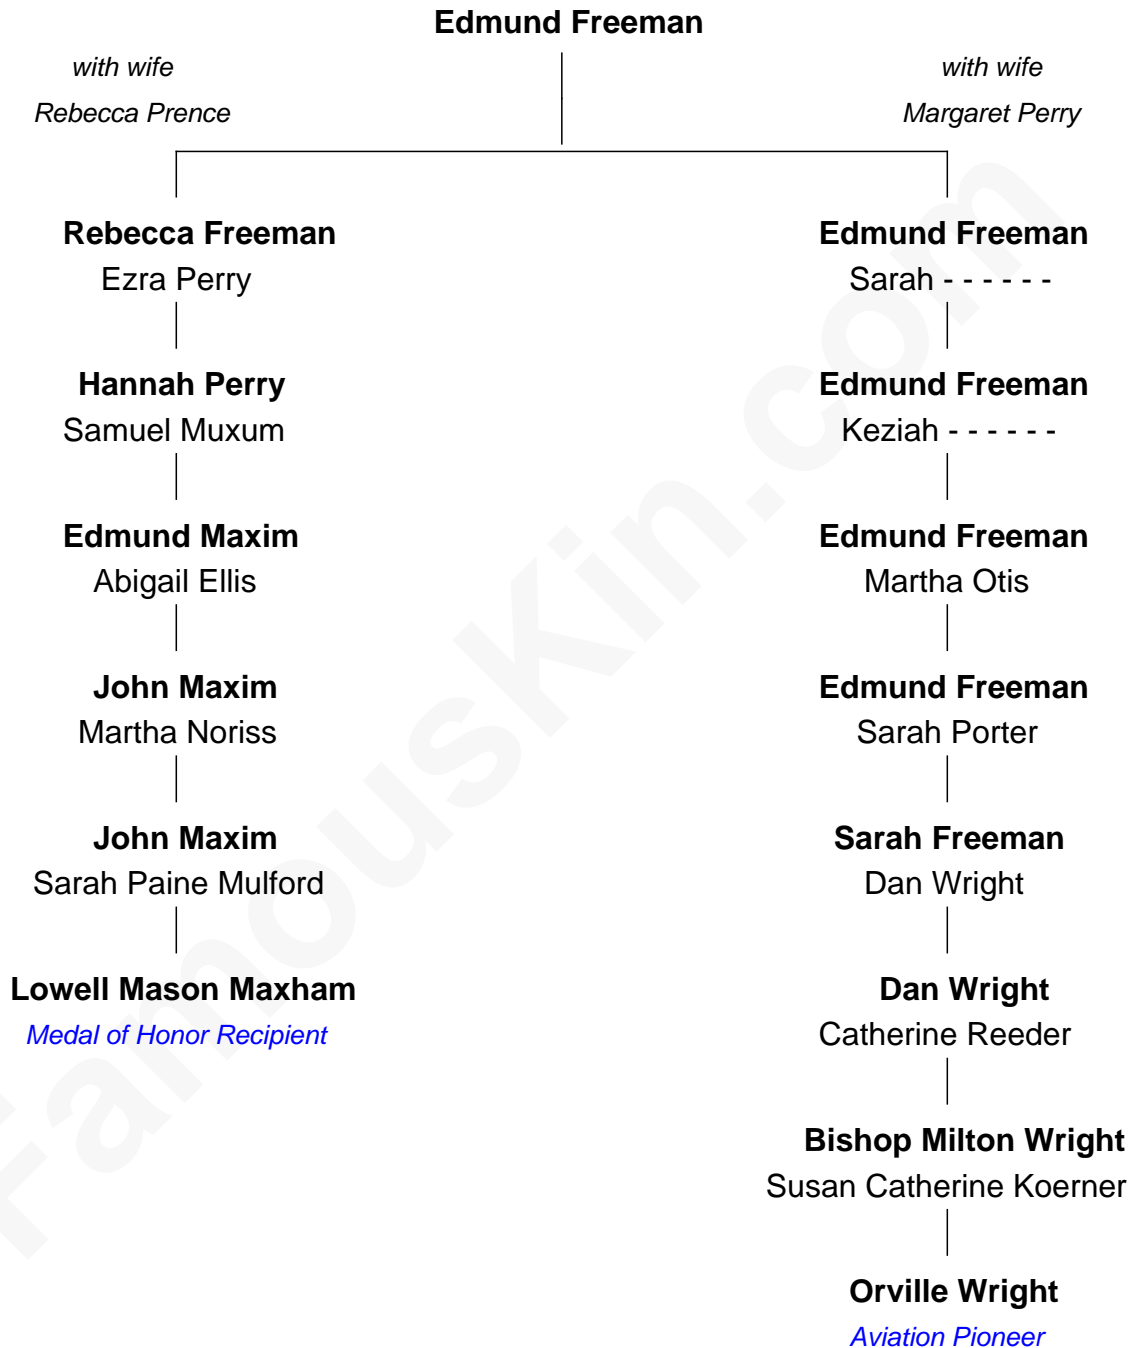 Edmund Freeman
with wife
Rebecca Prence
with wife
Margaret Perry
Rebecca Freeman
Ezra Perry
Hannah Perry
Samuel Muxum
Edmund Maxim
Abigail Ellis
John Maxim
Martha Noriss
John Maxim
Sarah Paine Mulford
Lowell Mason Maxham
Medal of Honor Recipient
Edmund Freeman
Sarah - - - - - -
Edmund Freeman
Keziah - - - - - -
Edmund Freeman
Martha Otis
Edmund Freeman
Sarah Porter
Sarah Freeman
Dan Wright
Dan Wright
Catherine Reeder
Bishop Milton Wright
Susan Catherine Koerner
Orville Wright
Aviation Pioneer
FamousKin.com